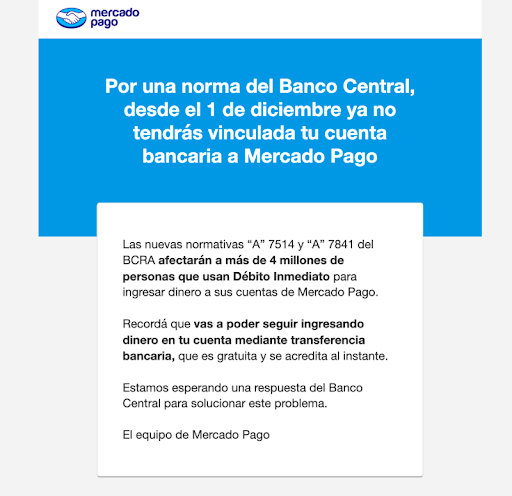 mercado
pago
Por una norma del Banco Central,
desde el 1 de diciembre ya no
tendrás vinculada tu cuenta
bancaria a Mercado Pago
Las nuevas normativas “A” 7514 y “A” 7841 del
BCRA afectarán a más de 4 millones de
personas que usan Débito Inmediato para
ingresar dinero a sus cuentas de Mercado Pago.
Recordá que vas a poder seguir ingresando
dinero en tu cuenta mediante transferencia
bancaria, que es gratuita y se acredita al instante.
Estamos esperando una respuesta del Banco
Central para solucionar este problema.
El equipo de Mercado Pago